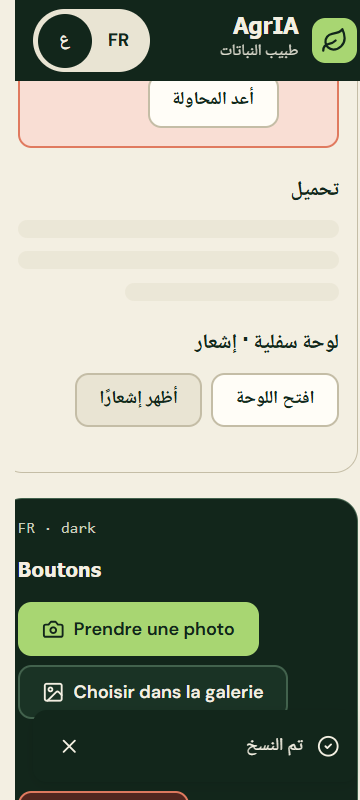 AgrIA
طبيب النباتات
ع
FR
أعد المحاولة
تحميل
لوحة سفلية · إشعار
افتح اللوحة
أظهر إشعارًا
FR · dark
Boutons
Prendre une photo
Choisir dans la galerie
تم النسخ